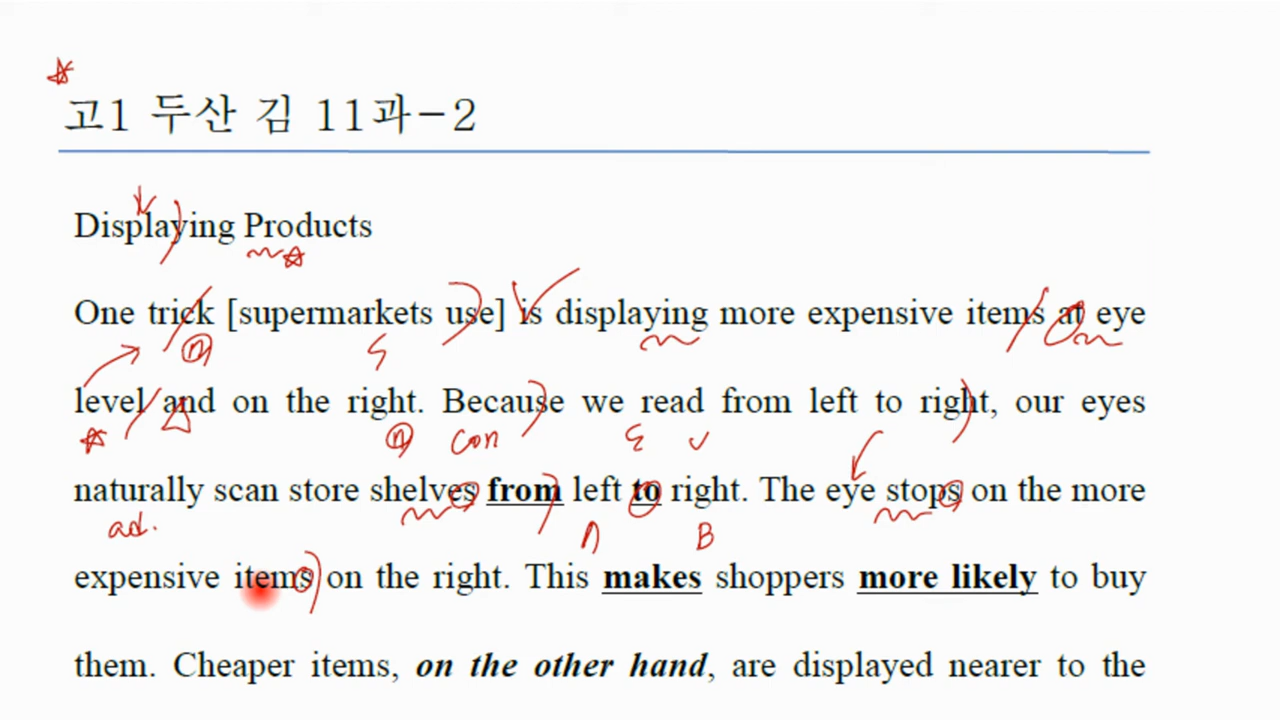 고1 두산 김 11과-2
Displaying Products
One trick [supermarkets use] is displaying more expensive items at eye
level and on the right. Because we read from left to right, our eyes
n con S V
naturally scan store shelves from left to right. The eye stops on the more
ad. A B
expensive items on the right. This makes shoppers more likely to buy
them. Cheaper items, on the other hand, are displayed nearer to the